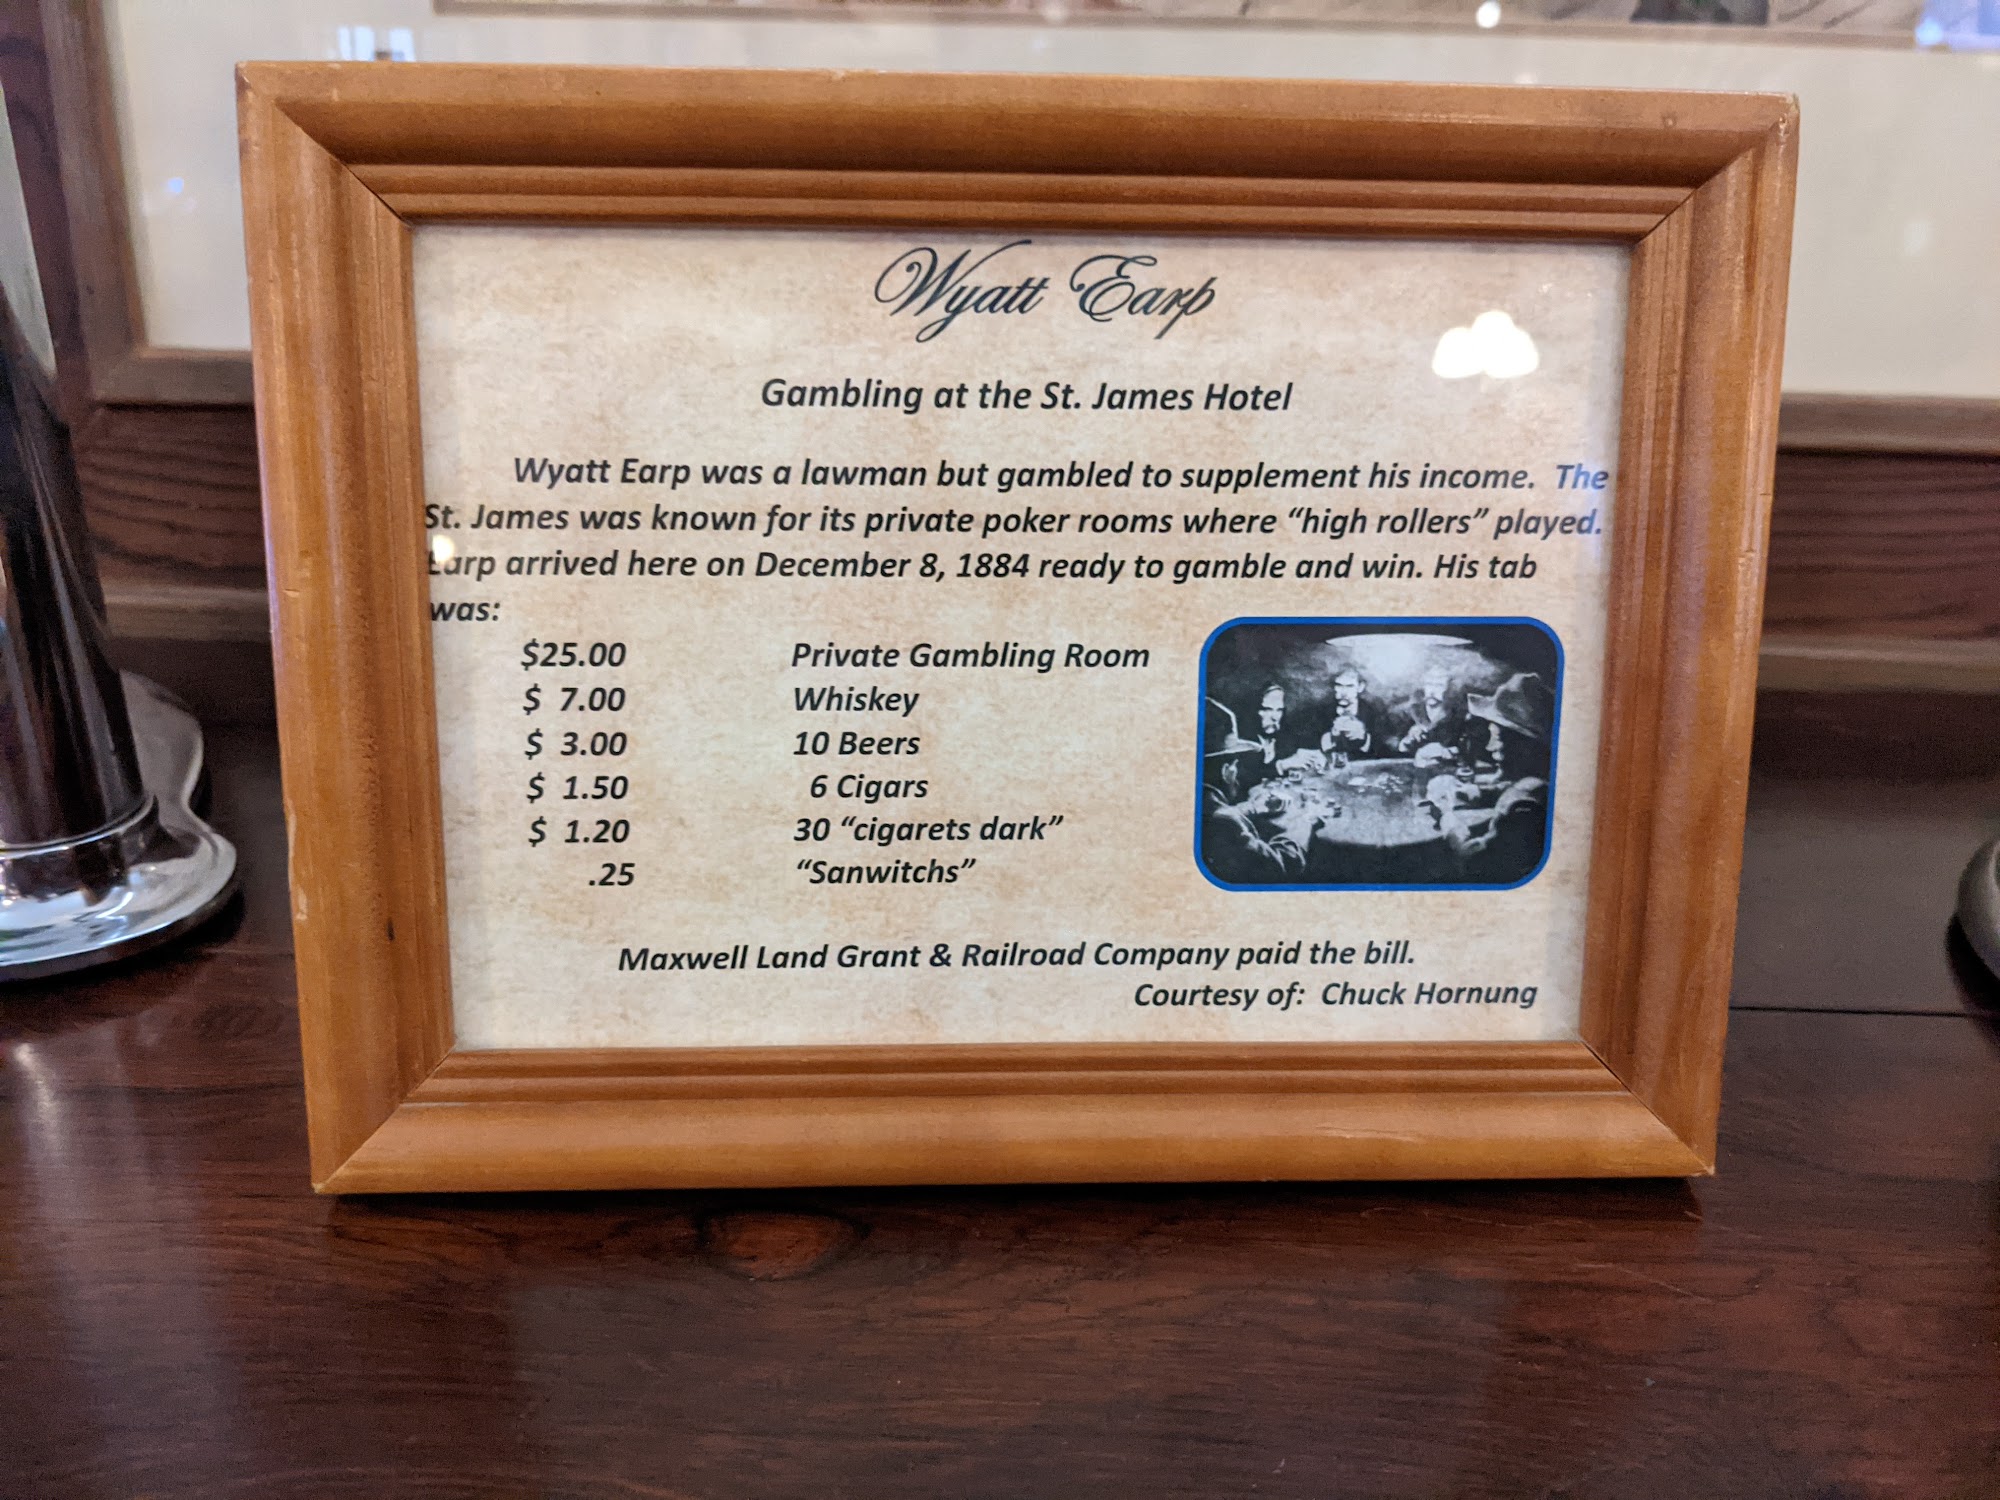 Wyatt Earp
Gambling at the St. James Hotel
Wyatt Earp was a lawman but gambled to supplement his income. The
St. James was known for its private poker rooms where “high rollers” played.
Earp arrived here on December 8, 1884 ready to gamble and win. His tab
was:
$25.00 Private Gambling Room
$ 7.00 Whiskey
$ 3.00 10 Beers
$ 1.50 6 Cigars
$ 1.20 30 “cigarets dark”
.25 “Sanwitchs”
Maxwell Land Grant & Railroad Company paid the bill.
Courtesy of: Chuck Hornung